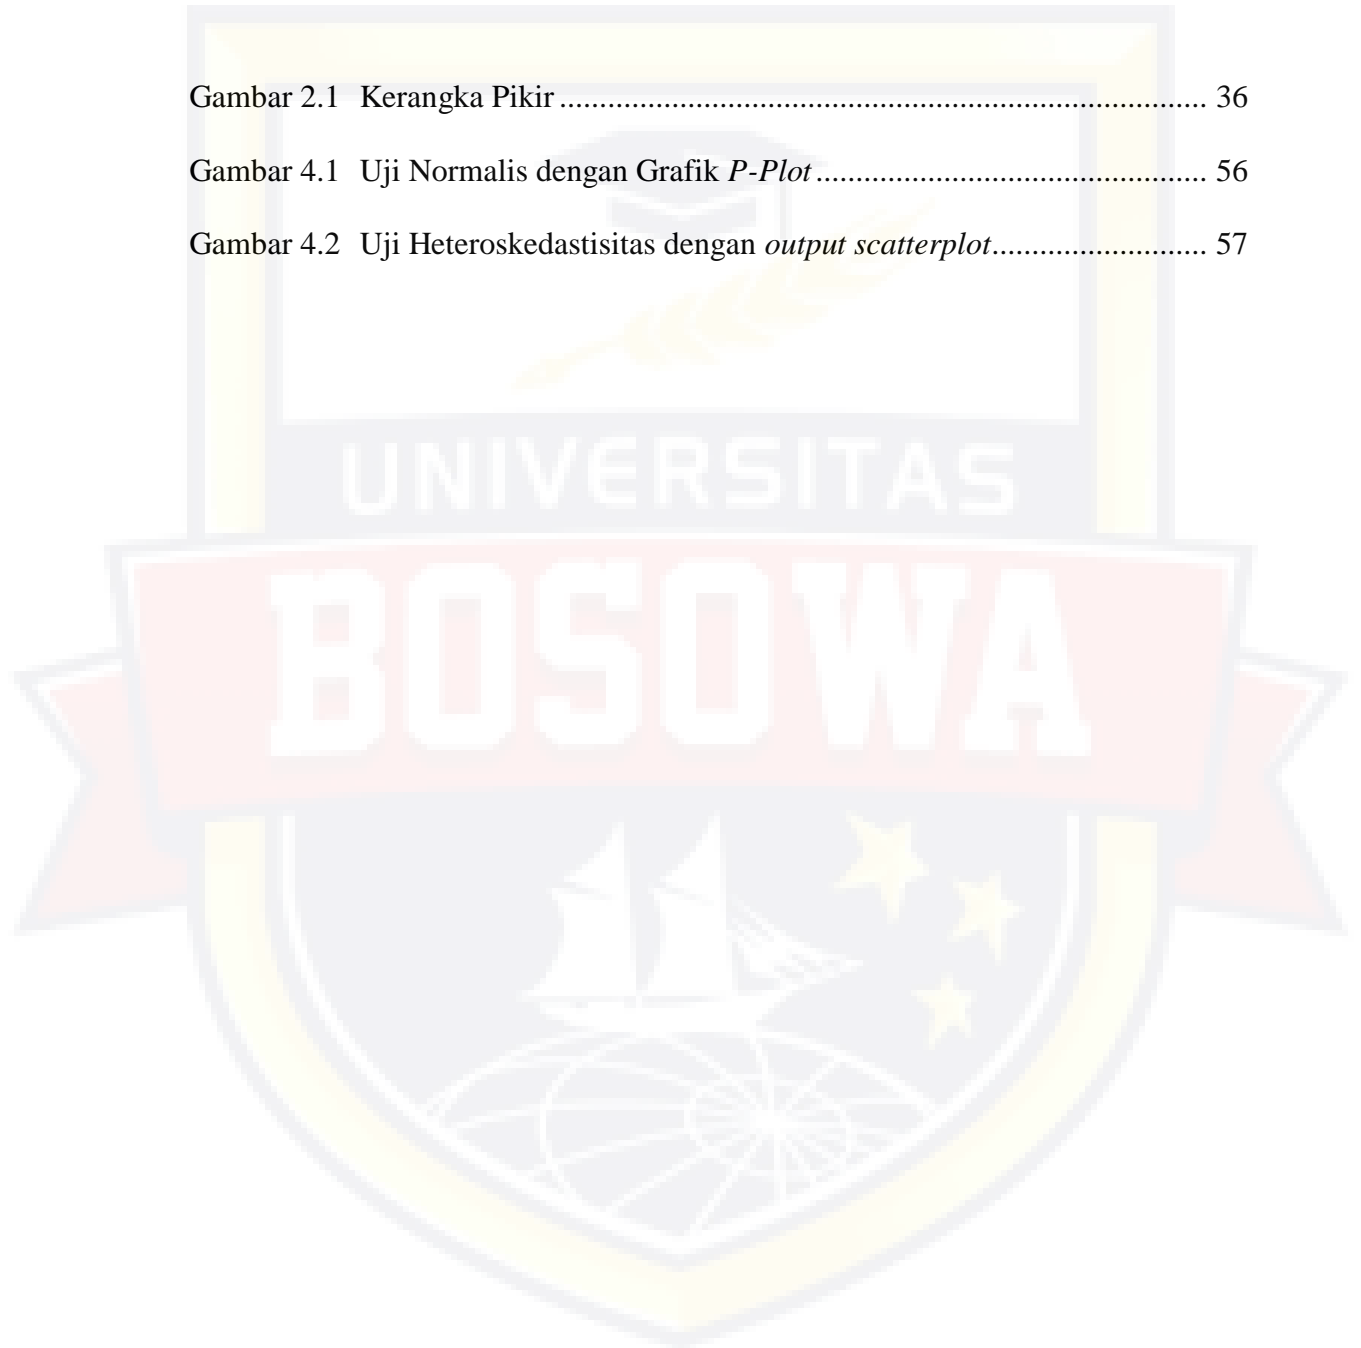 Gambar 2.1 Kerangka Pikir ................................................................................. 36
Gambar 4.1 Uji Normalis dengan Grafik P-Plot ................................................. 56
Gambar 4.2 Uji Heteroskedastisitas dengan output scatterplot........................... 57
UNIVERSITAS
BOSOWA